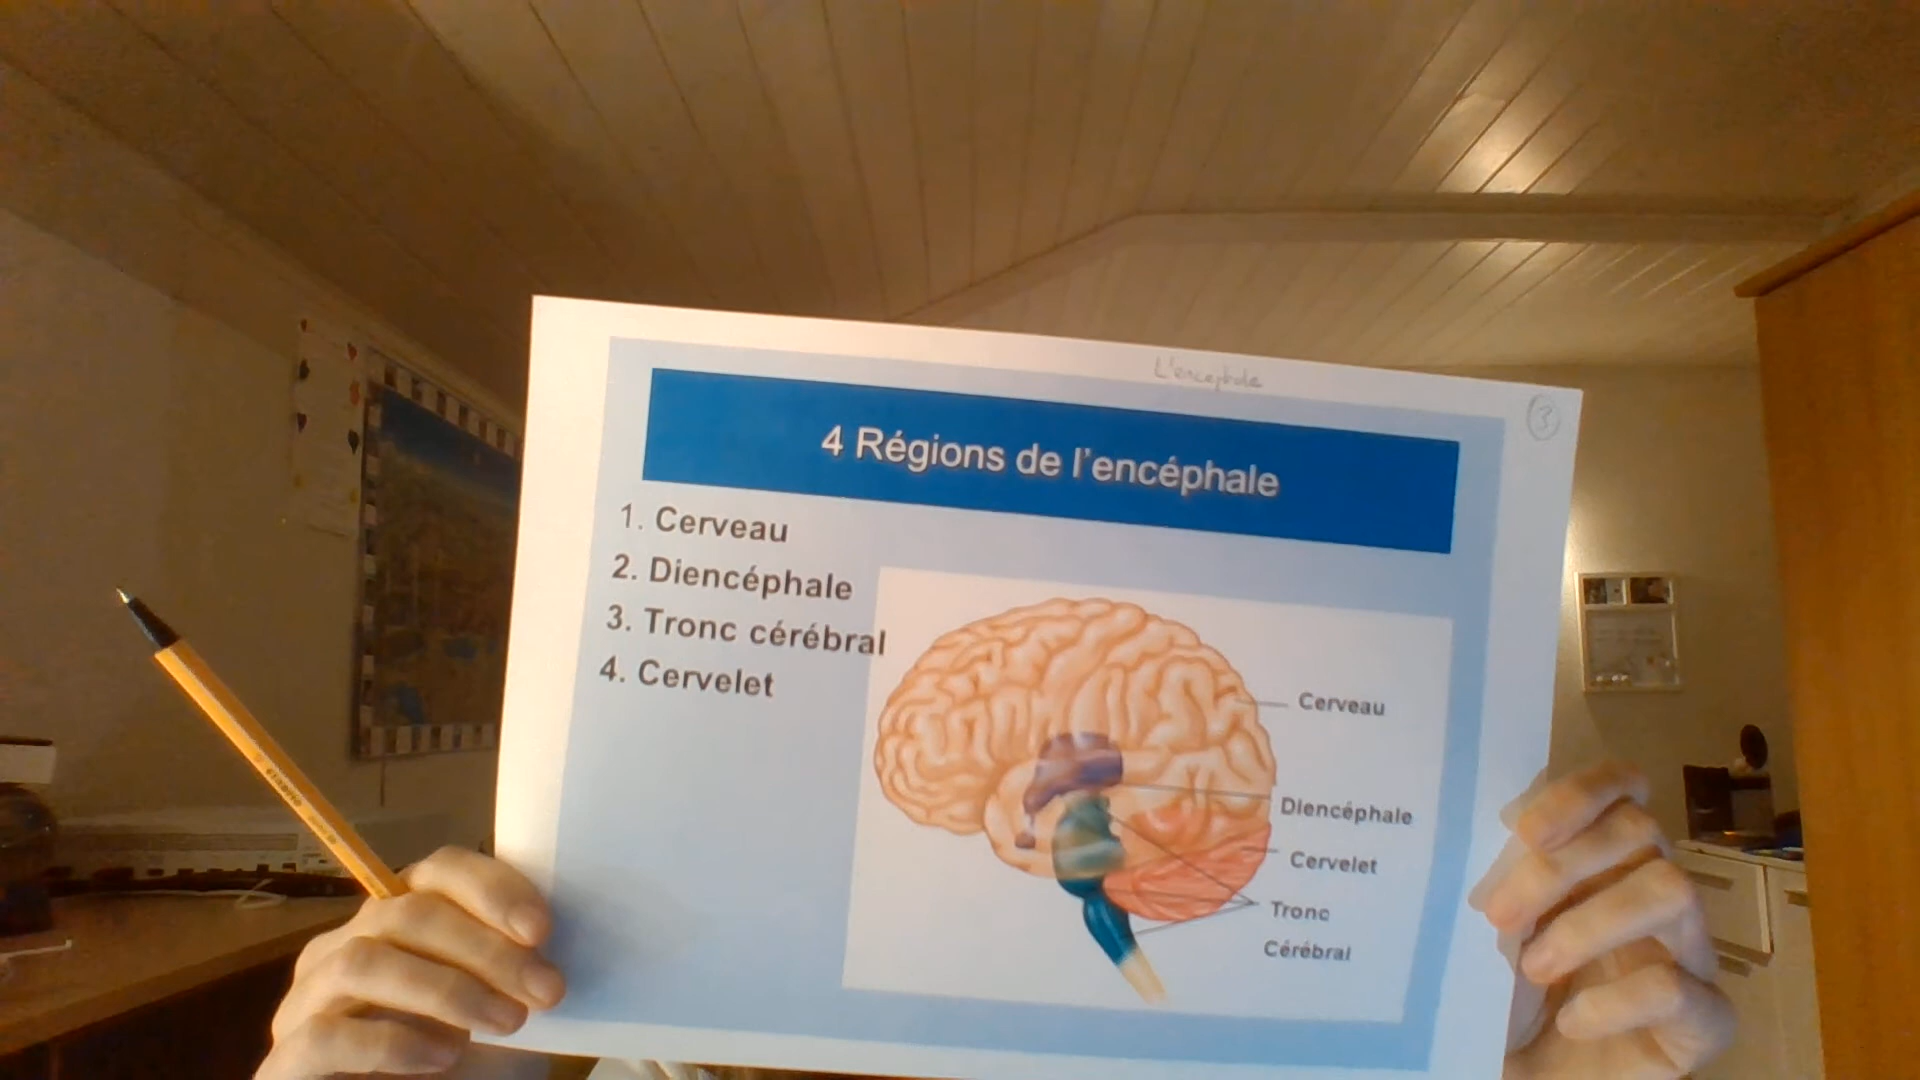 L'encéphale
3
4 Régions de l'encéphale
1. Cerveau
2. Diencéphale
3. Tronc cérébral
4. Cervelet
Cerveau
Diencéphale
Cervelet
Tronc
Cérébral